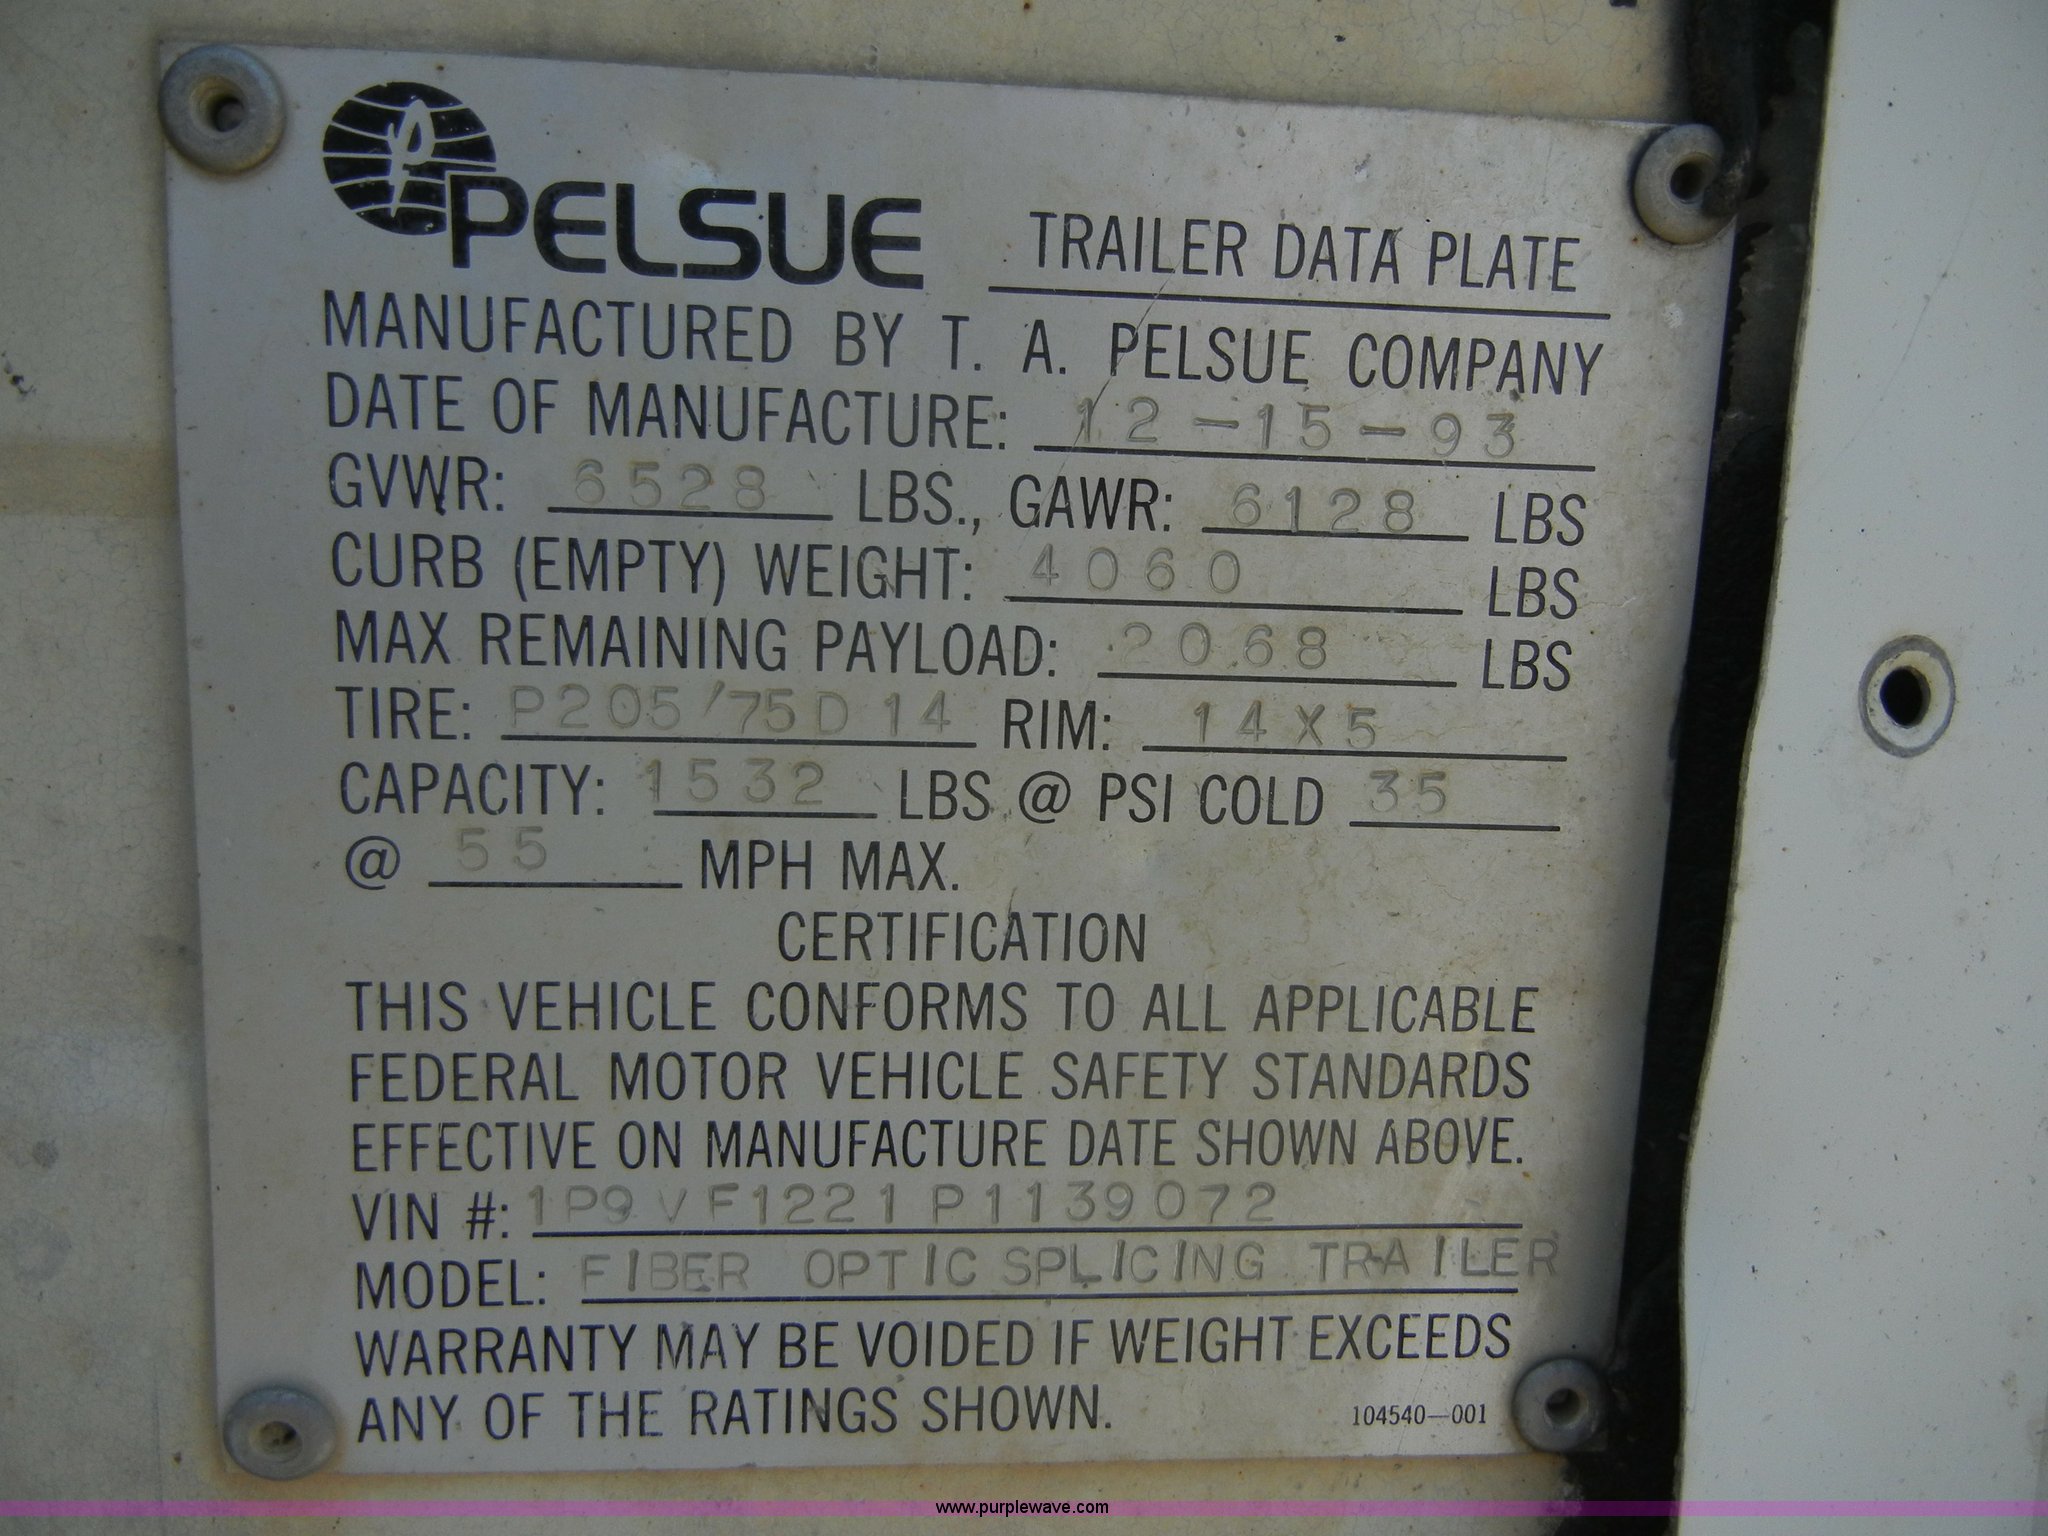 PELSUE TRAILER DATA PLATE
MANUFACTURED BY T. A. PELSUE COMPANY
DATE OF MANUFACTURE: 12-15-93
GVWR: 6528 LBS., GAWR: 6128 LBS
CURB (EMPTY) WEIGHT: 4060 LBS
MAX REMAINING PAYLOAD: 2068 LBS
TIRE: P205/75D14 RIM: 14X5
CAPACITY: 1532 LBS @ PSI COLD 35
@ 55 MPH MAX.
CERTIFICATION
THIS VEHICLE CONFORMS TO ALL APPLICABLE
FEDERAL MOTOR VEHICLE SAFETY STANDARDS
EFFECTIVE ON MANUFACTURE DATE SHOWN ABOVE.
VIN #: 1P9VF1221P1139072
MODEL: FIBER OPTIC SPLICING TRAILER
WARRANTY MAY BE VOIDED IF WEIGHT EXCEEDS
ANY OF THE RATINGS SHOWN.
104540-001
www.purplewave.com